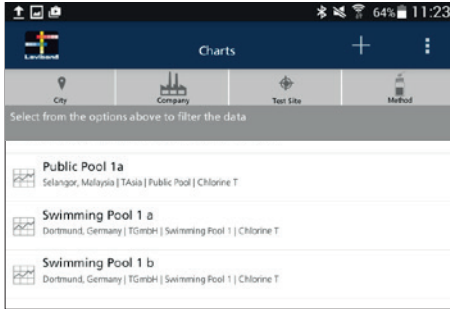 64% 11:23
Lovibond
Charts
City Company Test Site Method
Select from the options above to filter the data
Public Pool 1a
Selangor, Malaysia | TAsia | Public Pool | Chlorine T
Swimming Pool 1 a
Dortmund, Germany | TGmbH | Swimming Pool 1 | Chlorine T
Swimming Pool 1 b
Dortmund, Germany | TGmbH | Swimming Pool 1 | Chlorine T